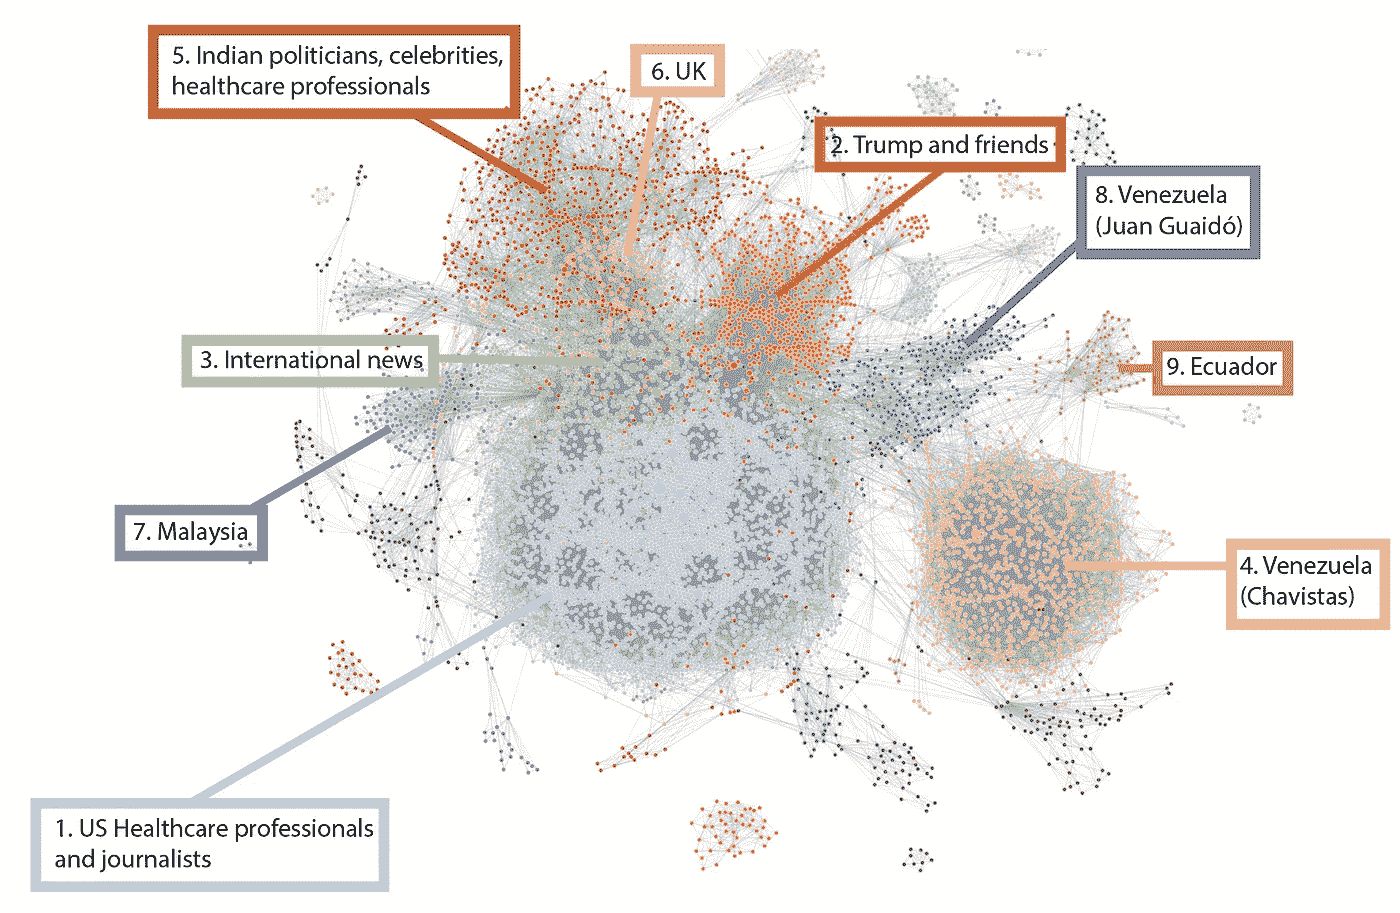 5. Indian politicians, celebrities,
healthcare professionals
6. UK
2. Trump and friends
8. Venezuela
(Juan Guaidó)
3. International news
9. Ecuador
7. Malaysia
4. Venezuela
(Chavistas)
1. US Healthcare professionals
and journalists